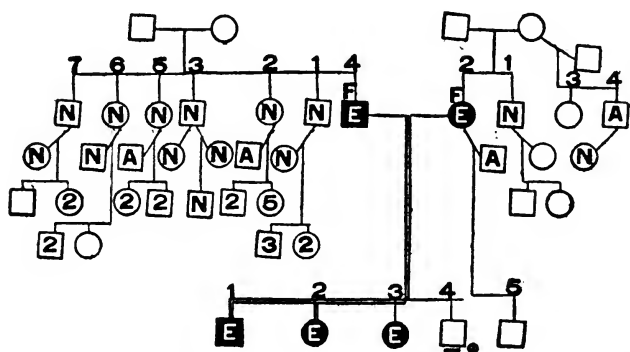 7 6 5 3 2 1 4 2 1 3 4
F F
N N N N N N E E N A
N N A N N A N A N
2 N 2 2 2 5
2 3 2
1 2 3 4 5
E E E